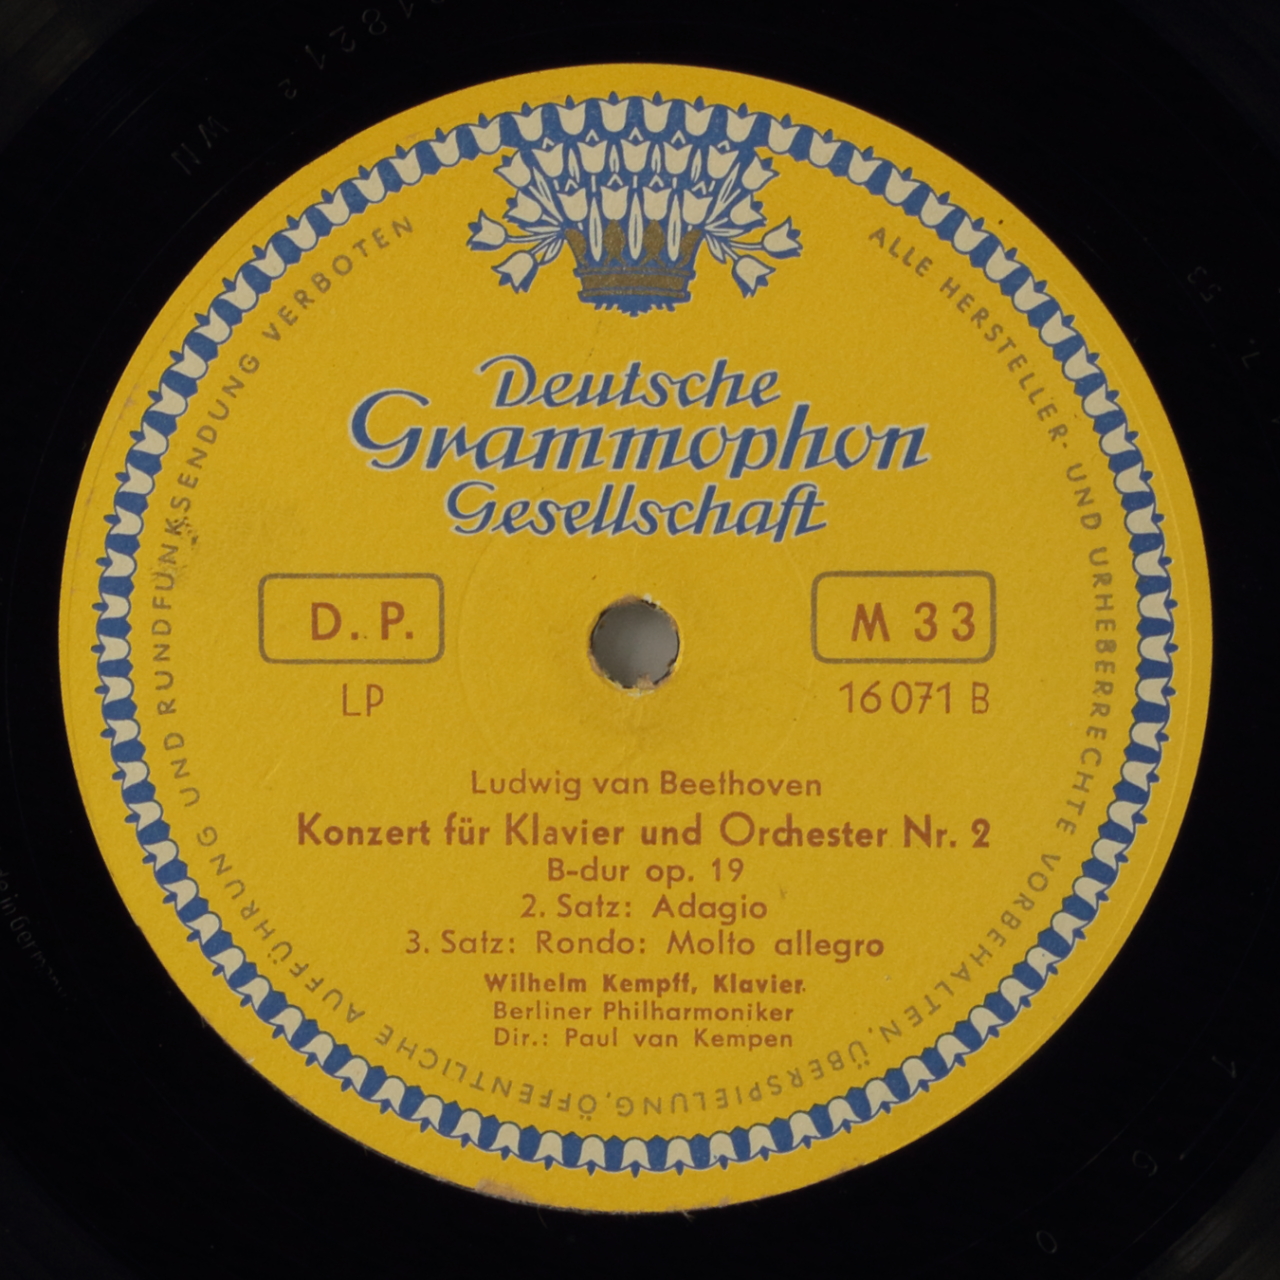 Deutsche
Grammophon
Gesellschaft
D. P.
M 33
LP
16071 B
Ludwig van Beethoven
Konzert für Klavier und Orchester Nr. 2
B-dur op. 19
2. Satz: Adagio
3. Satz: Rondo: Molto allegro
Wilhelm Kempff, Klavier
Berliner Philharmoniker
Dir.: Paul van Kempen
ALLE HERSTELLER- UND URHEBERRECHTE VORBEHALTEN, ÜBERSPIELUNG, ÖFFENTLICHE AUFFÜHRUNG UND RUNDFUNKSENDUNG VERBOTEN